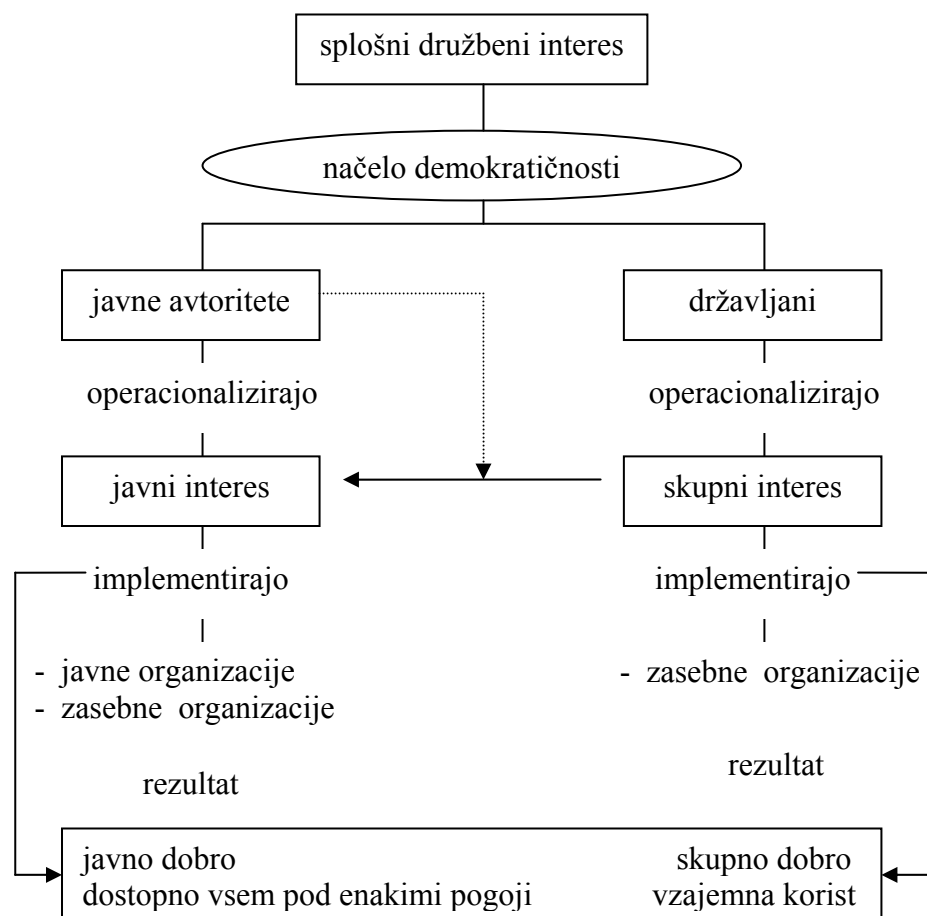 splošni družbeni interes
načelo demokratičnosti
javne avtoritete
državljani
operacionalizirajo
operacionalizirajo
javni interes
skupni interes
implementirajo
implementirajo
- javne organizacije
- zasebne organizacije
- zasebne organizacije
rezultat
rezultat
javno dobro
dostopno vsem pod enakimi pogoji
skupno dobro
vzajemna korist